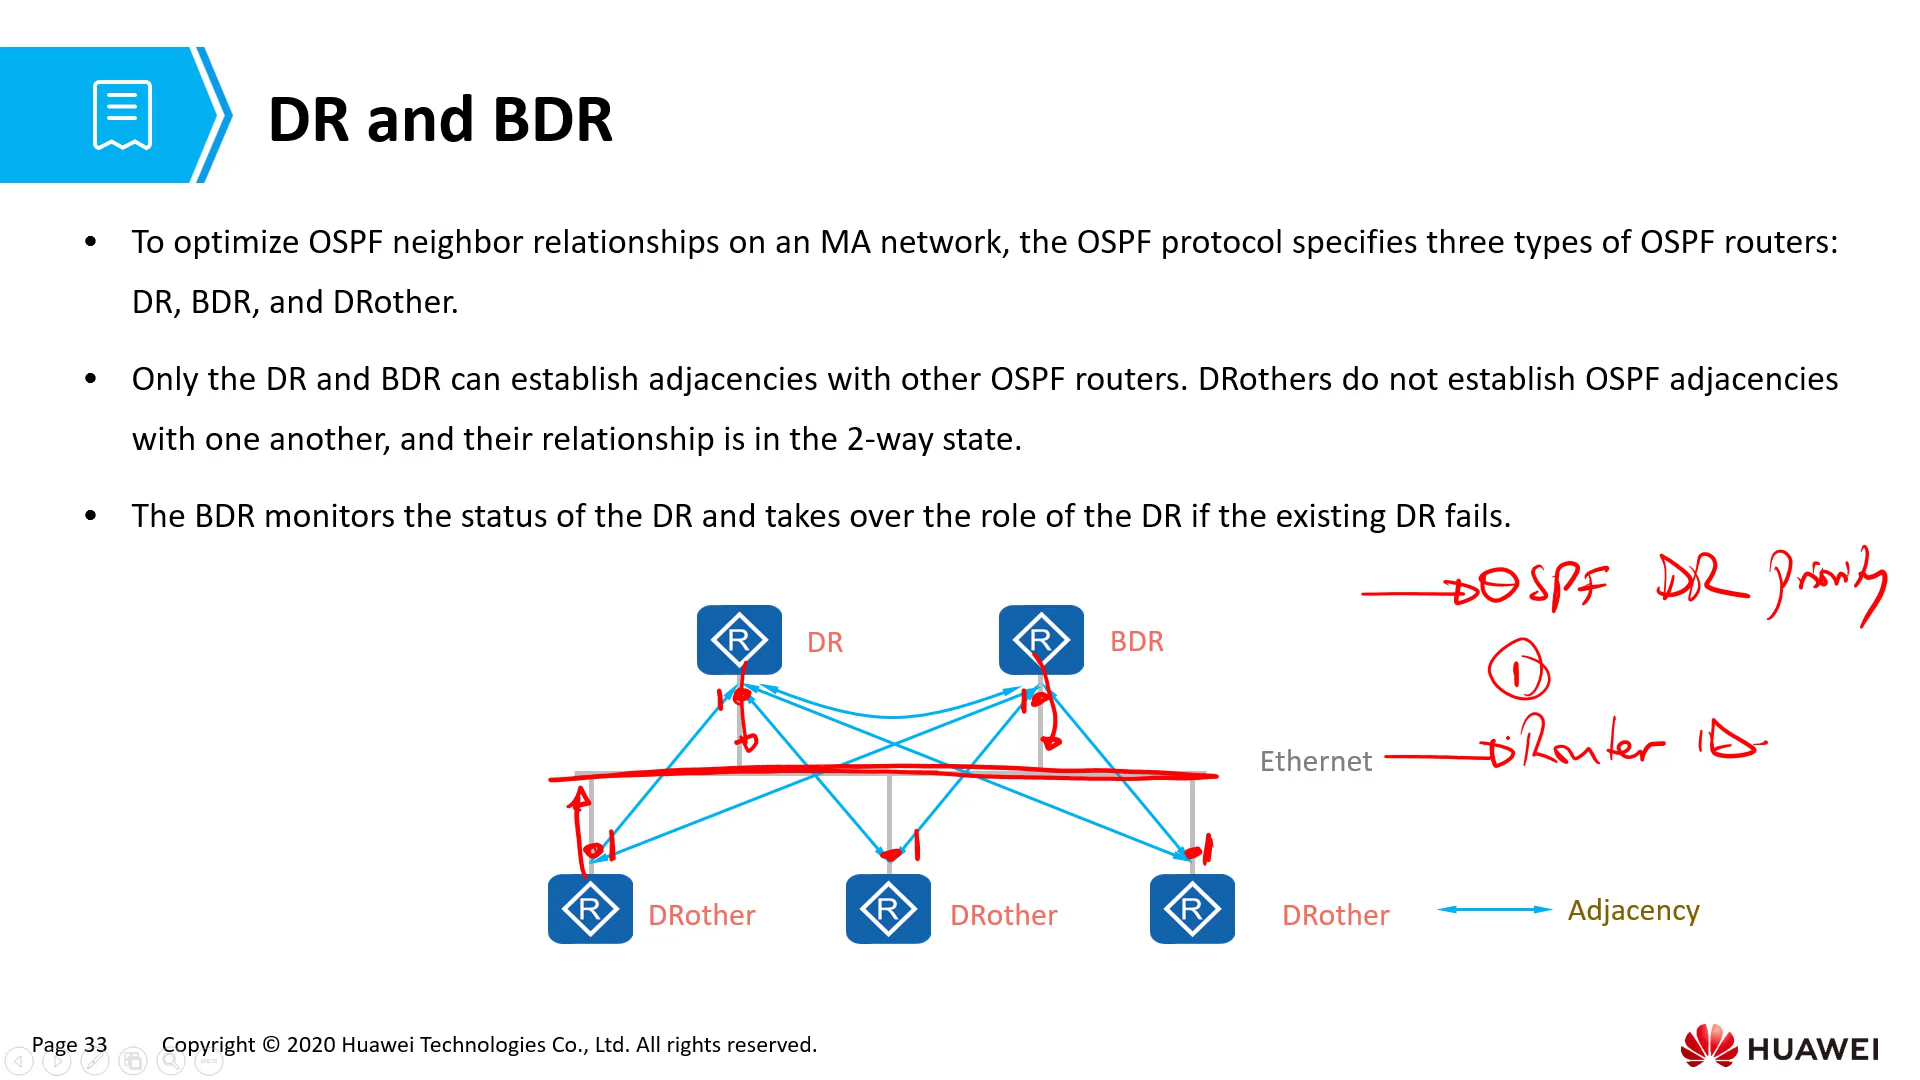 DR and BDR
• To optimize OSPF neighbor relationships on an MA network, the OSPF protocol specifies three types of OSPF routers:
DR, BDR, and DRother.
• Only the DR and BDR can establish adjacencies with other OSPF routers. DRothers do not establish OSPF adjacencies
with one another, and their relationship is in the 2-way state.
• The BDR monitors the status of the DR and takes over the role of the DR if the existing DR fails.
OSPF DR Priority
R DR R BDR
1
1 1
Router ID
Ethernet
1 1 1
R DRother R DRother R DRother
Adjacency
Page 33 Copyright © 2020 Huawei Technologies Co., Ltd. All rights reserved.
HUAWEI